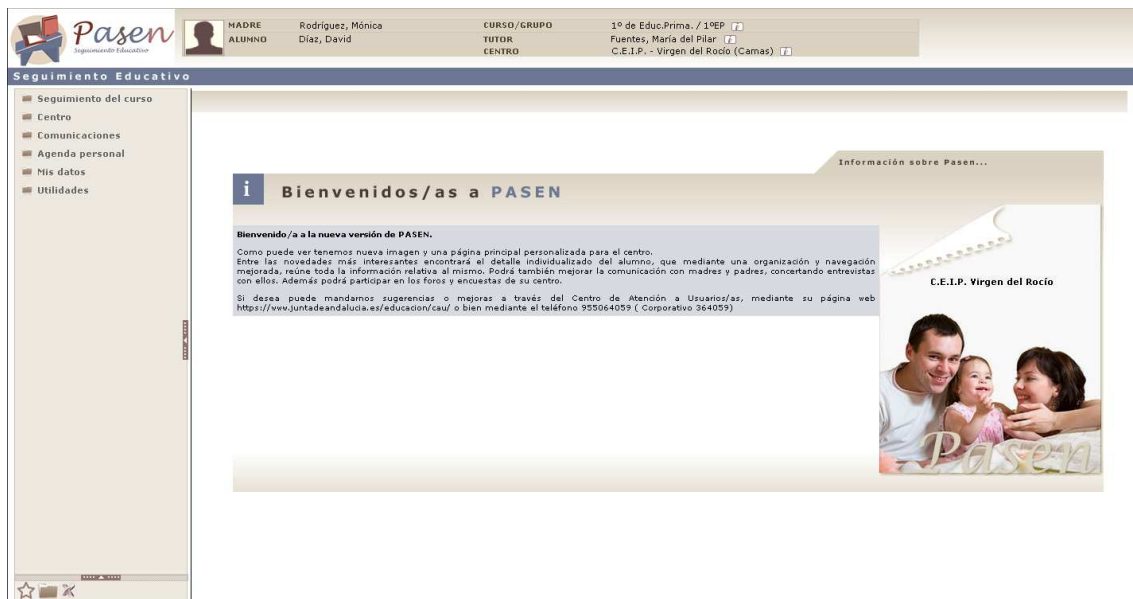 Pasen
Seguimiento Educativo
MADRE Rodríguez, Mónica CURSO/GRUPO 1º de Educ.Prima. / 1ºEP
ALUMNO Díaz, David TUTOR Fuentes, María del Pilar
CENTRO C.E.I.P. - Virgen del Rocío (Camas)
Seguimiento Educativo
Seguimiento del curso
Centro
Comunicaciones
Agenda personal
Mis datos
Utilidades
Información sobre Pasen...
i Bienvenidos/as a PASEN
Bienvenido/a a la nueva versión de PASEN.
Como puede ver tenemos nueva imagen y una página principal personalizada para el centro.
Entre las novedades más interesantes encontrará el detalle individualizado del alumno, que mediante una organización y navegación
mejorada, reúne toda la información relativa al mismo. Podrá también mejorar la comunicación con madres y padres, concertando entrevistas
con ellos. Además podrá participar en los foros y encuestas de su centro.
Si desea puede mandarnos sugerencias o mejoras a través del Centro de Atención a Usuarios/as, mediante su página web
https://www.juntadeandalucia.es/educacion/cau/ o bien mediante el teléfono 955064059 ( Corporativo 364059)
C.E.I.P. Virgen del Rocío
Pasen